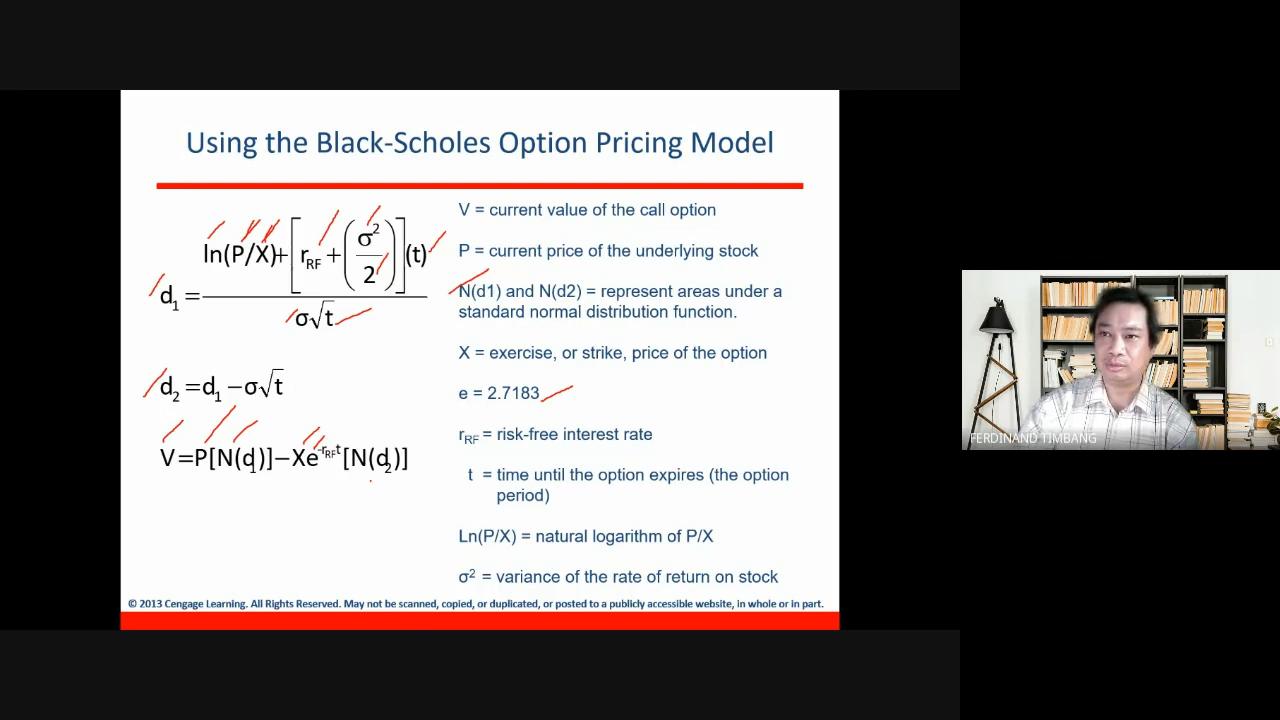 Using the Black-Scholes Option Pricing Model
d₁ = ln(P/X)+[r_RF + (σ²/2)](t) / σ√t
d₂ = d₁ – σ√t
V=P[N(d₁)]–Xe^-r_RF t [N(d₂)]
V = current value of the call option
P = current price of the underlying stock
N(d1) and N(d2) = represent areas under a
standard normal distribution function.
X = exercise, or strike, price of the option
e = 2.7183
r_RF = risk-free interest rate
t = time until the option expires (the option
period)
Ln(P/X) = natural logarithm of P/X
σ² = variance of the rate of return on stock
© 2013 Cengage Learning. All Rights Reserved. May not be scanned, copied, or duplicated, or posted to a publicly accessible website, in whole or in part.
FERDINAND TIMBANG